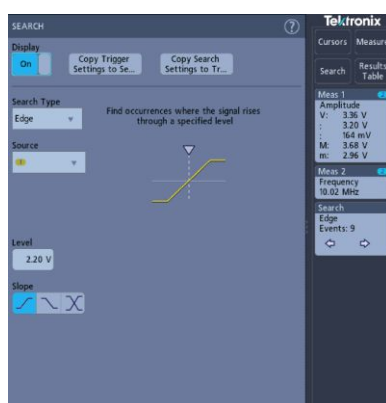 SEARCH
?
Display
On
Copy Trigger
Settings to Se...
Copy Search
Settings to Tr...
Search Type
Edge
Find occurrences where the signal rises
through a specified level
Source
Level
2.20 V
Slope
Tektronix
Cursors
Measure
Search
Results
Table
Meas 1
Amplitude
V: 3.36 V
: 3.20 V
: 164 mV
M: 3.68 V
m: 2.96 V
Meas 2
Frequency
10.02 MHz
Search
Edge
Events: 9